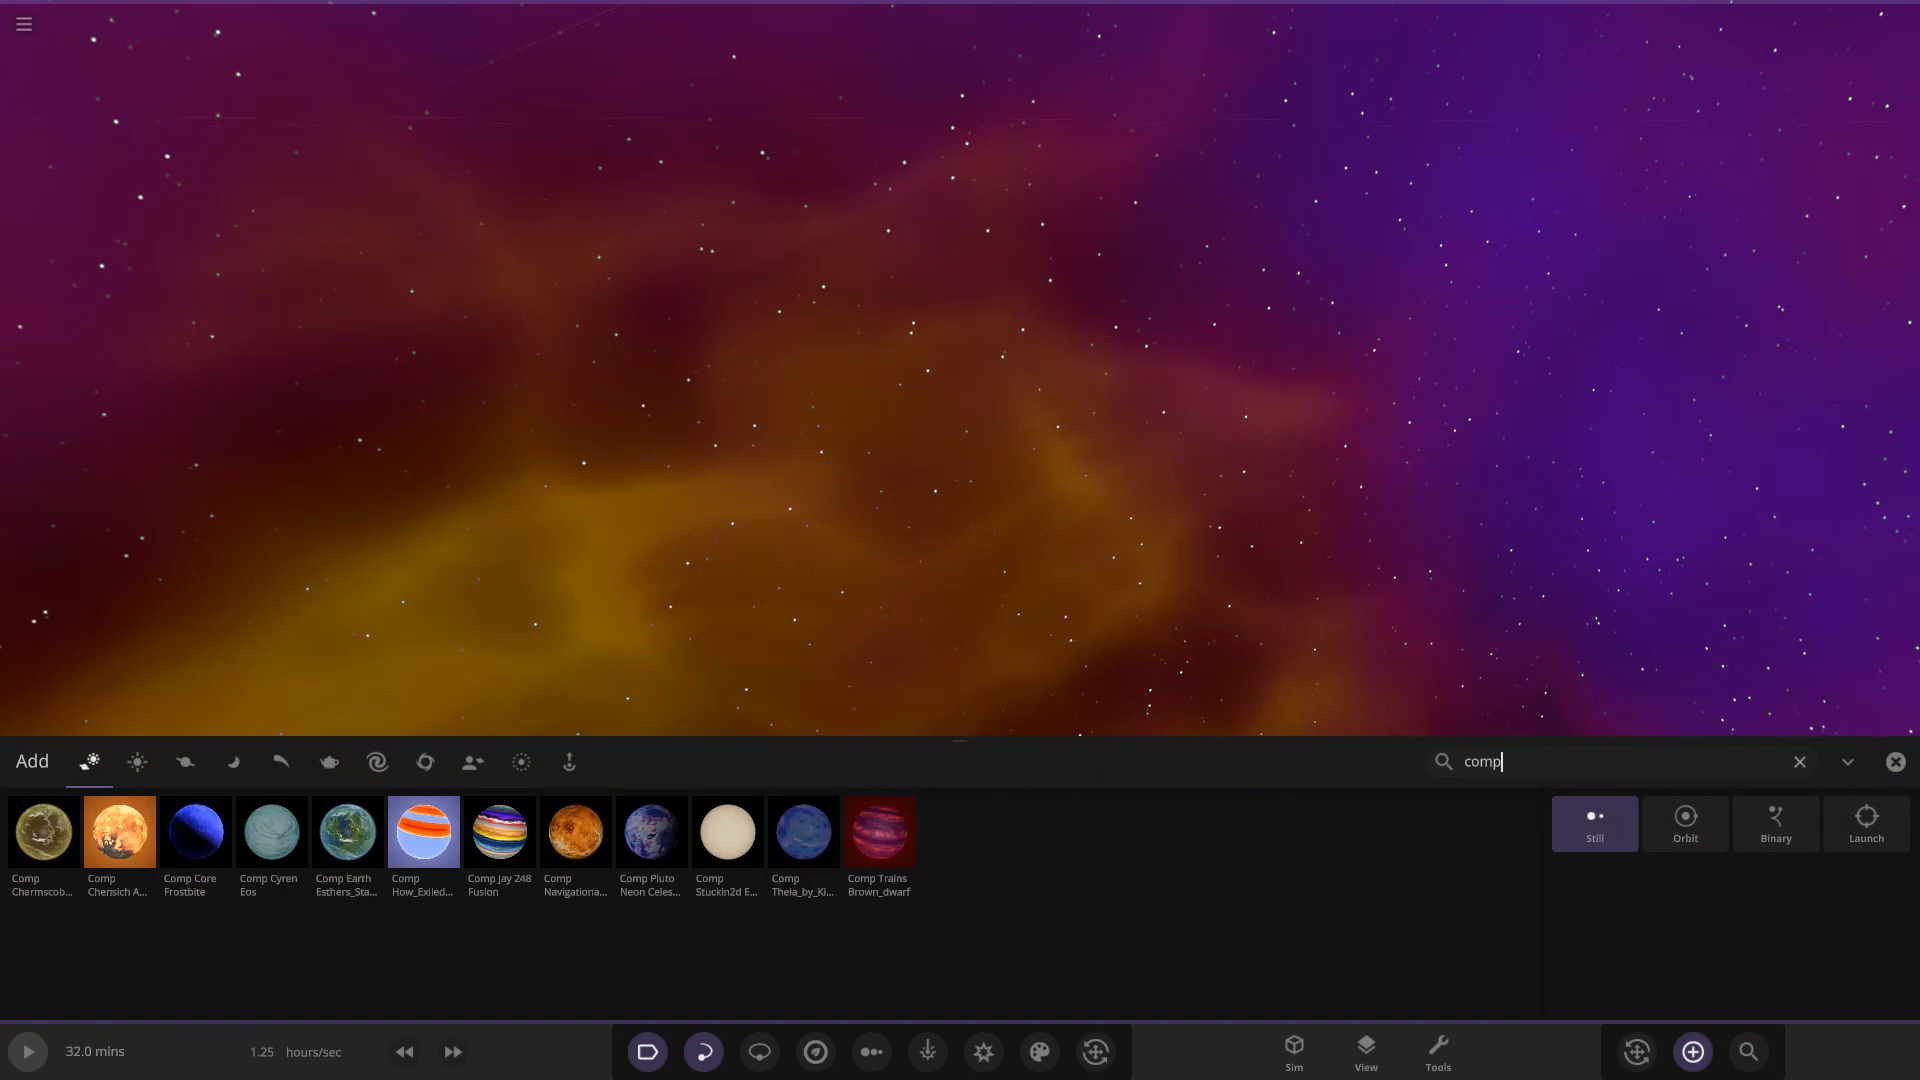 Add
comp
Comp
Charmscob...
Comp
Chensich A...
Comp Core
Frostbite
Comp Cyren
Eos
Comp Earth
Esthers_Sta...
Comp
How_Exiled...
Comp Jay 248
Fusion
Comp
Navigationa...
Comp Pluto
Neon Celes...
Comp
Stuckin2d E...
Comp
Theia_by_Ki...
Comp Trains
Brown_dwarf
Still
Orbit
Binary
Launch
32.0 mins
1.25 hours/sec
Sim
View
Tools